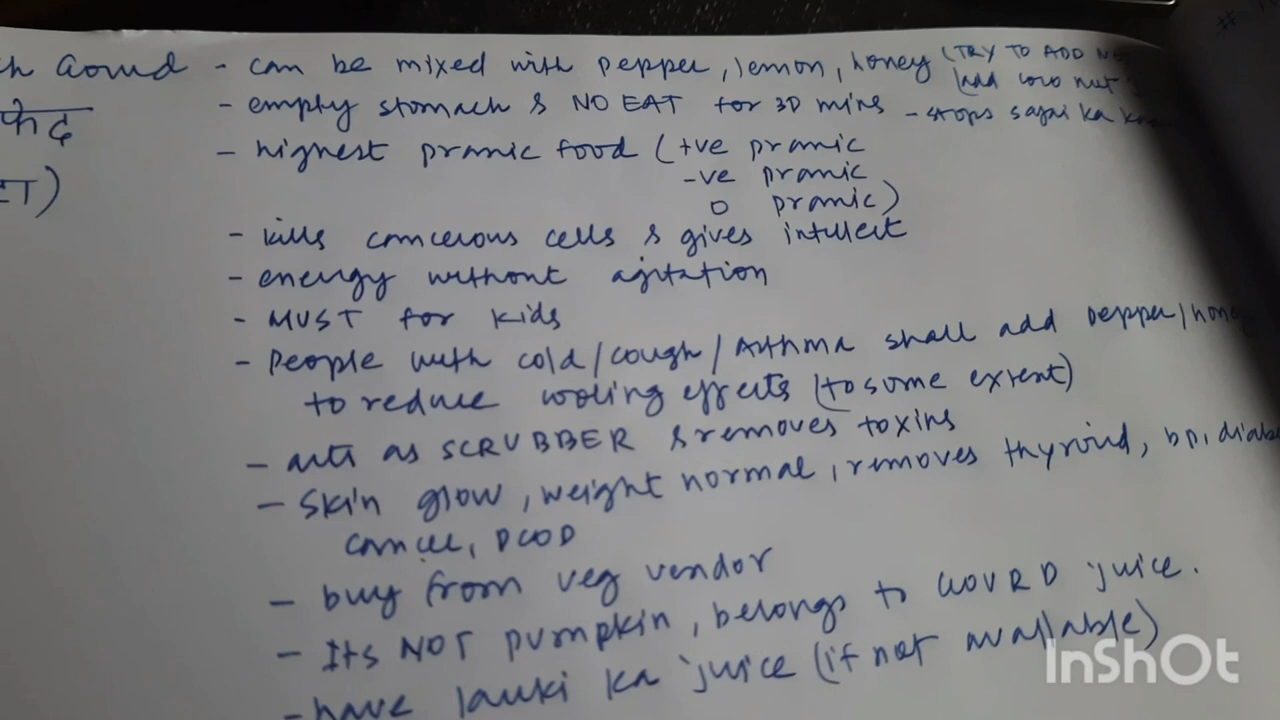 Gourd - can be mixed with pepper, lemon, honey (TRY TO ADD
add coconut
- empty stomach & NO EAT for 30 mins - stops
- highest pranic food (+ve pranic
-ve pranic
0 pranic)
- kills cancerous cells & gives intellect
- energy without agitation
- MUST for kids
- People with cold/cough/Asthma shall add pepper/honey
to reduce cooling effects (to some extent)
- acts as SCRUBBER & removes toxins
- skin glow, weight normal, removes thyroid, bp,
cancer, PCOD
- buy from veg vendor
- Its NOT pumpkin, belongs to GOURD juice.
- have lauki ka juice (if not available)
InShOt